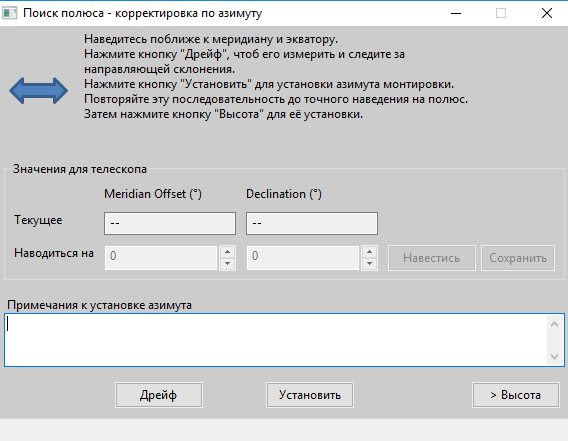 Поиск полюса - корректировка по азимуту
Наведитесь поближе к меридиану и экватору.
Нажмите кнопку "Дрейф", чтоб его измерить и следите за
направляющей склонения.
Нажмите кнопку "Установить" для установки азимута монтировки.
Повторяйте эту последовательность до точного наведения на полюс.
Затем нажмите кнопку "Высота" для её установки.
Значения для телескопа
Meridian Offset (°) Declination (°)
Текущее -- --
Наводиться на 0 0 Навестись Сохранить
Примечания к установке азимута
Дрейф Установить > Высота